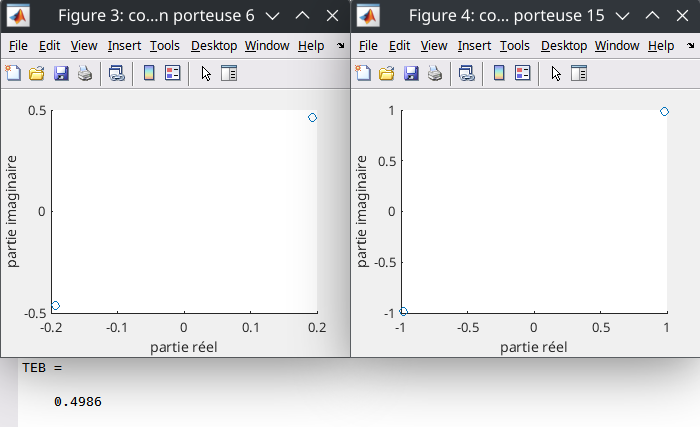 Figure 3: co...n porteuse 6
File Edit View Insert Tools Desktop Window Help
0.5
0
-0.5
partie imaginaire
-0.2 -0.1 0 0.1 0.2
partie réel
Figure 4: co... porteuse 15
File Edit View Insert Tools Desktop Window Help
1
0.5
0
-0.5
-1
partie imaginaire
-1 -0.5 0 0.5 1
partie réel
TEB =
0.4986